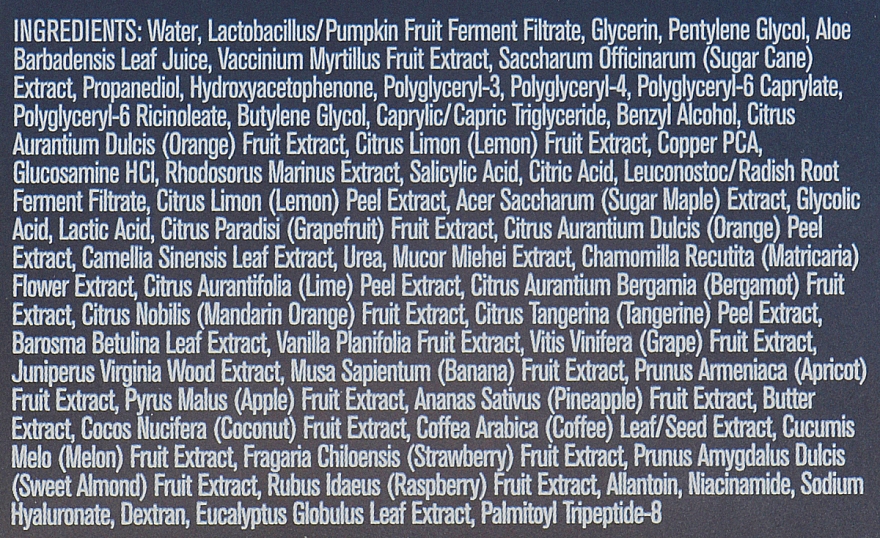 INGREDIENTS: Water, Lactobacillus/Pumpkin Fruit Ferment Filtrate, Glycerin, Pentylene Glycol, Aloe
Barbadensis Leaf Juice, Vaccinium Myrtillus Fruit Extract, Saccharum Officinarum (Sugar Cane)
Extract, Propanediol, Hydroxyacetophenone, Polyglyceryl-3, Polyglyceryl-4, Polyglyceryl-6 Caprylate,
Polyglyceryl-6 Ricinoleate, Butylene Glycol, Caprylic/Capric Triglyceride, Benzyl Alcohol, Citrus
Aurantium Dulcis (Orange) Fruit Extract, Citrus Limon (Lemon) Fruit Extract, Copper PCA,
Glucosamine HCl, Rhodosorus Marinus Extract, Salicylic Acid, Citric Acid, Leuconostoc/Radish Root
Ferment Filtrate, Citrus Limon (Lemon) Peel Extract, Acer Saccharum (Sugar Maple) Extract, Glycolic
Acid, Lactic Acid, Citrus Paradisi (Grapefruit) Fruit Extract, Citrus Aurantium Dulcis (Orange) Peel
Extract, Camellia Sinensis Leaf Extract, Urea, Mucor Miehei Extract, Chamomilla Recutita (Matricaria)
Flower Extract, Citrus Aurantifolia (Lime) Peel Extract, Citrus Aurantium Bergamia (Bergamot) Fruit
Extract, Citrus Nobilis (Mandarin Orange) Fruit Extract, Citrus Tangerina (Tangerine) Peel Extract,
Barosma Betulina Leaf Extract, Vanilla Planifolia Fruit Extract, Vitis Vinifera (Grape) Fruit Extract,
Juniperus Virginia Wood Extract, Musa Sapientum (Banana) Fruit Extract, Prunus Armeniaca (Apricot)
Fruit Extract, Pyrus Malus (Apple) Fruit Extract, Ananas Sativus (Pineapple) Fruit Extract, Butter
Extract, Cocos Nucifera (Coconut) Fruit Extract, Coffea Arabica (Coffee) Leaf/Seed Extract, Cucumis
Melo (Melon) Fruit Extract, Fragaria Chiloensis (Strawberry) Fruit Extract, Prunus Amygdalus Dulcis
(Sweet Almond) Fruit Extract, Rubus Idaeus (Raspberry) Fruit Extract, Allantoin, Niacinamide, Sodium
Hyaluronate, Dextran, Eucalyptus Globulus Leaf Extract, Palmitoyl Tripeptide-8